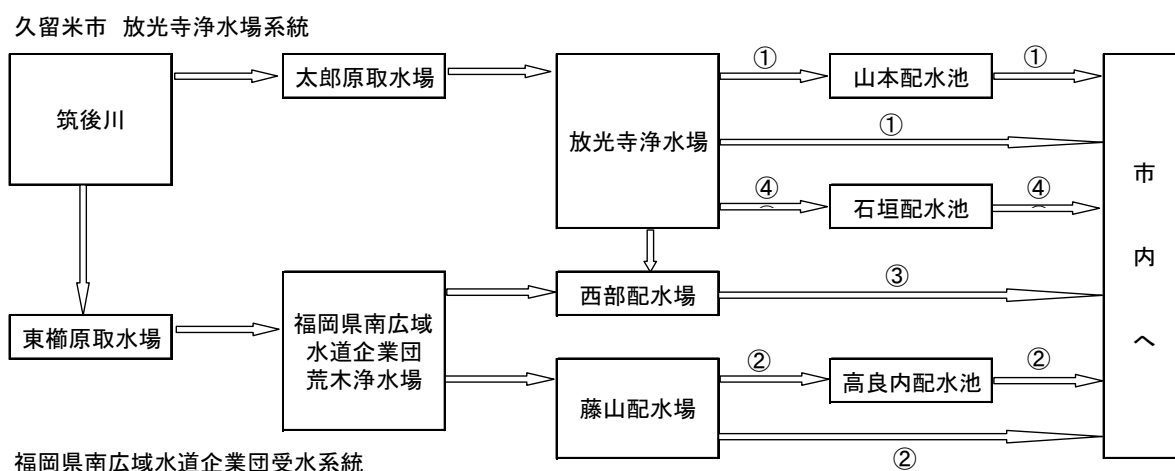 久留米市 放光寺浄水場系統
筑後川
太郎原取水場
放光寺浄水場
①
山本配水池
①
①
④
石垣配水池
④
市
内
へ
東櫛原取水場
福岡県南広域
水道企業団
荒木浄水場
西部配水場
③
藤山配水場
②
高良内配水池
②
②
福岡県南広域水道企業団受水系統